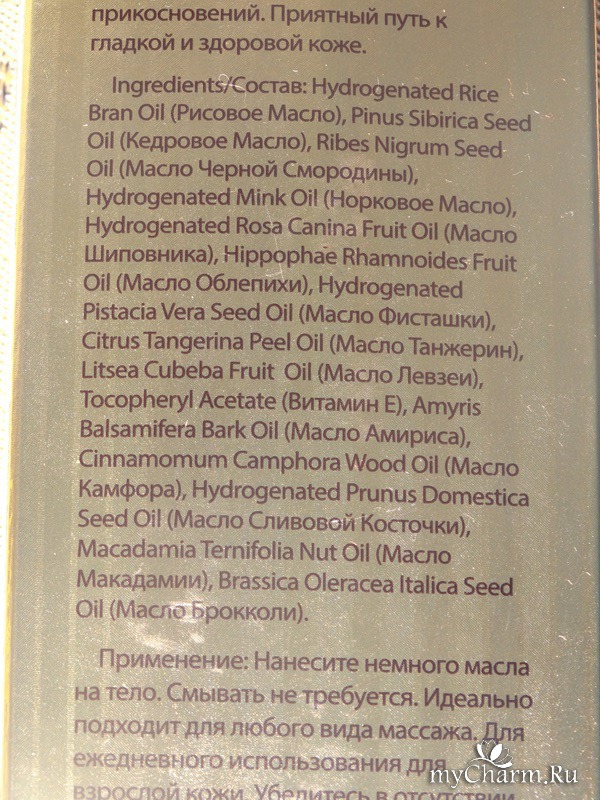 прикосновений. Приятный путь к
гладкой и здоровой коже.
Ingredients/Состав: Hydrogenated Rice
Bran Oil (Рисовое Масло), Pinus Sibirica Seed
Oil (Кедровое Масло), Ribes Nigrum Seed
Oil (Масло Черной Смородины),
Hydrogenated Mink Oil (Норковое Масло),
Hydrogenated Rosa Canina Fruit Oil (Масло
Шиповника), Hippophae Rhamnoides Fruit
Oil (Масло Облепихи), Hydrogenated
Pistacia Vera Seed Oil (Масло Фисташки),
Citrus Tangerina Peel Oil (Масло Танжерин),
Litsea Cubeba Fruit Oil (Масло Левзеи),
Tocopheryl Acetate (Витамин Е), Amyris
Balsamifera Bark Oil (Масло Амириса),
Cinnamomum Camphora Wood Oil (Масло
Камфора), Hydrogenated Prunus Domestica
Seed Oil (Масло Сливовой Косточки),
Macadamia Ternifolia Nut Oil (Масло
Макадамии), Brassica Oleracea Italica Seed
Oil (Масло Брокколи).
Применение: Нанесите немного масла
на тело. Смывать не требуется. Идеально
подходит для любого вида массажа. Для
ежедневного использования для
взрослой кожи. Убедитесь в отсутствии
myCharm.Ru